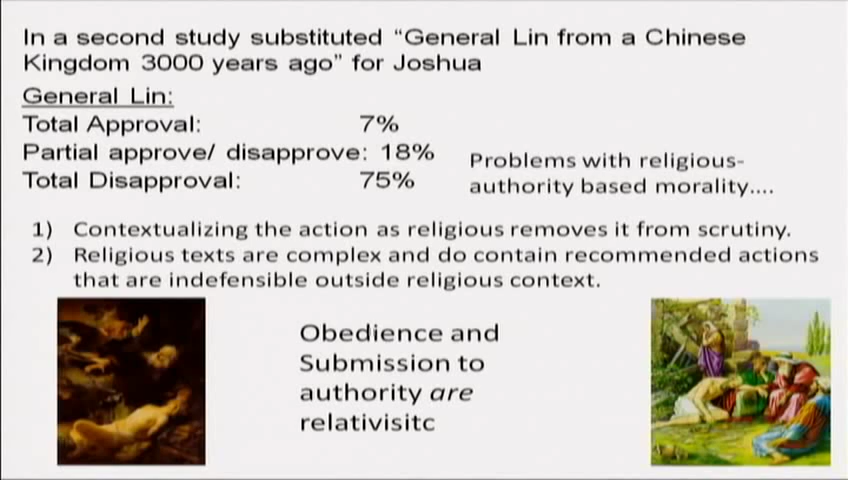 In a second study substituted “General Lin from a Chinese
Kingdom 3000 years ago” for Joshua
General Lin:
Total Approval: 7%
Partial approve/ disapprove: 18%
Total Disapproval: 75%
Problems with religious-
authority based morality....
1) Contextualizing the action as religious removes it from scrutiny.
2) Religious texts are complex and do contain recommended actions
that are indefensible outside religious context.
Obedience and
Submission to
authority are
relativisitc